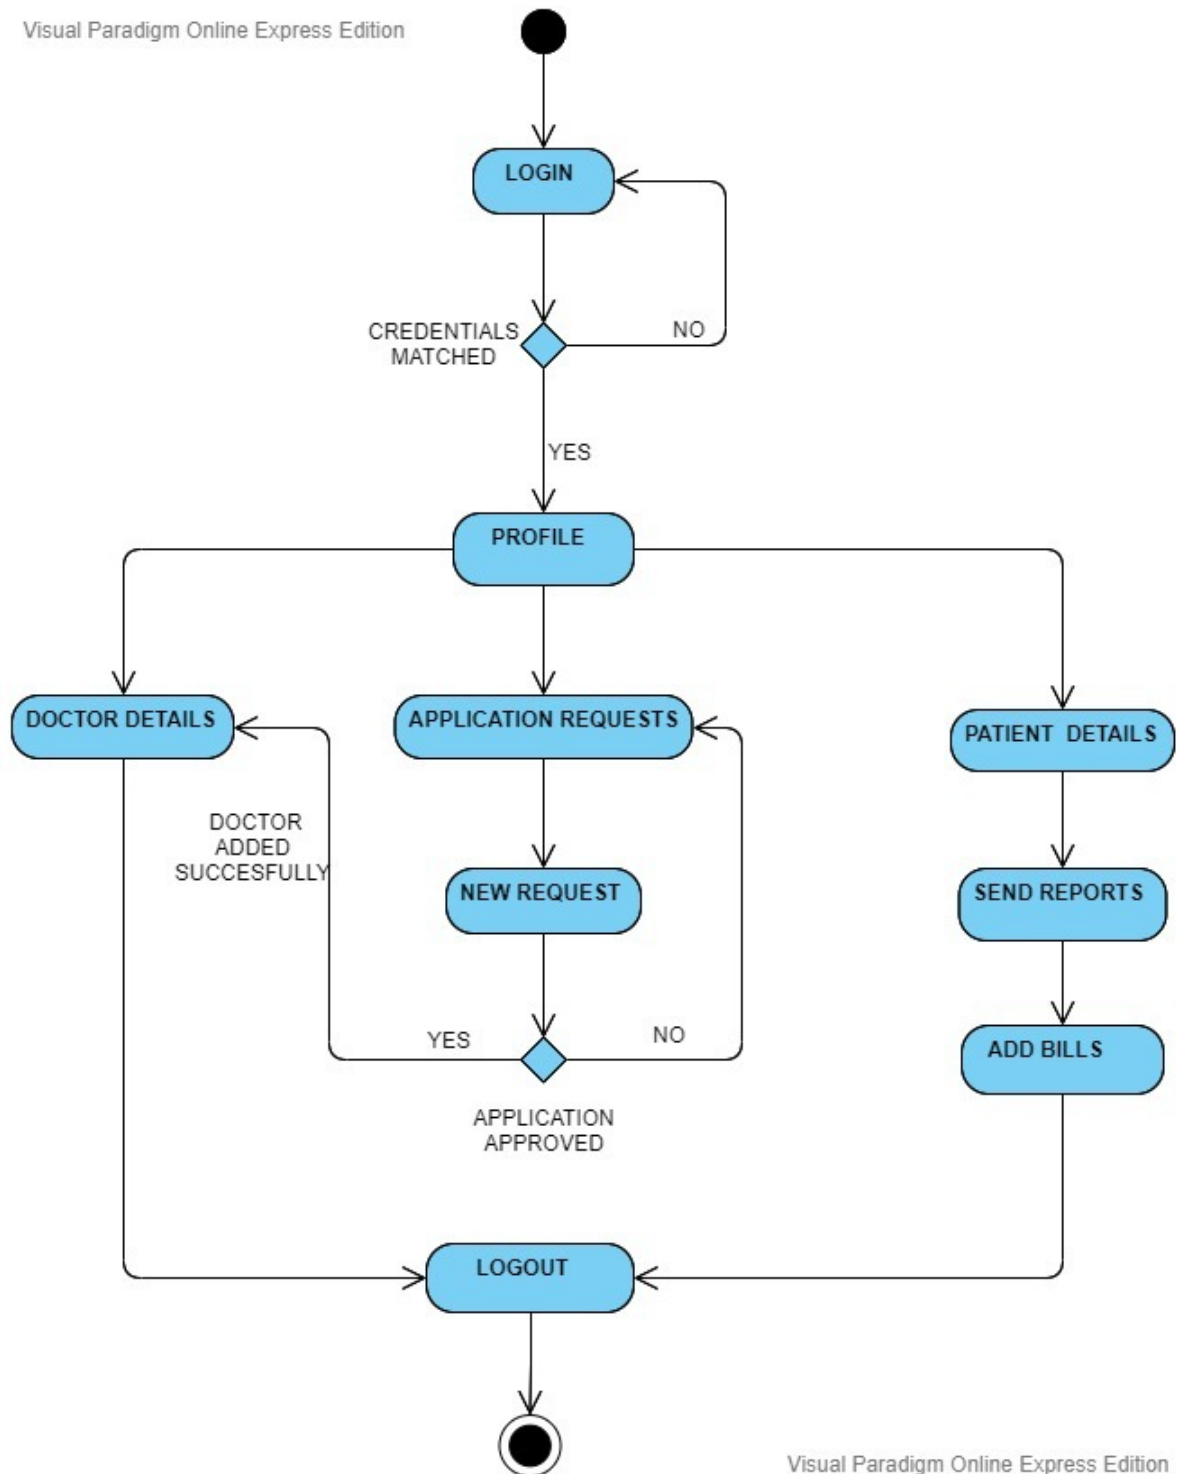 Visual Paradigm Online Express Edition
LOGIN
CREDENTIALS
MATCHED
NO
YES
PROFILE
DOCTOR DETAILS
APPLICATION REQUESTS
PATIENT DETAILS
DOCTOR
ADDED
SUCCESFULLY
NEW REQUEST
SEND REPORTS
YES
NO
ADD BILLS
APPLICATION
APPROVED
LOGOUT
Visual Paradigm Online Express Edition